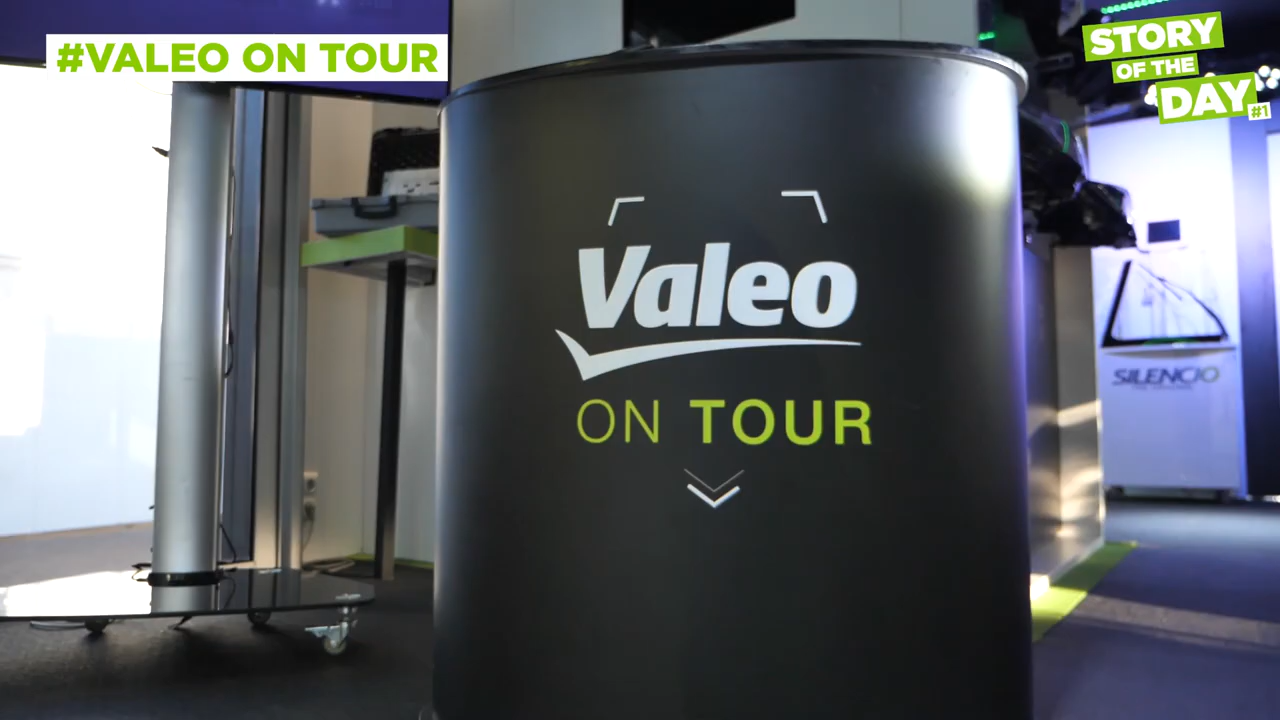 #VALEO ON TOUR
STORY
OF THE
DAY
#1
Valeo
ON TOUR
SILENCIO